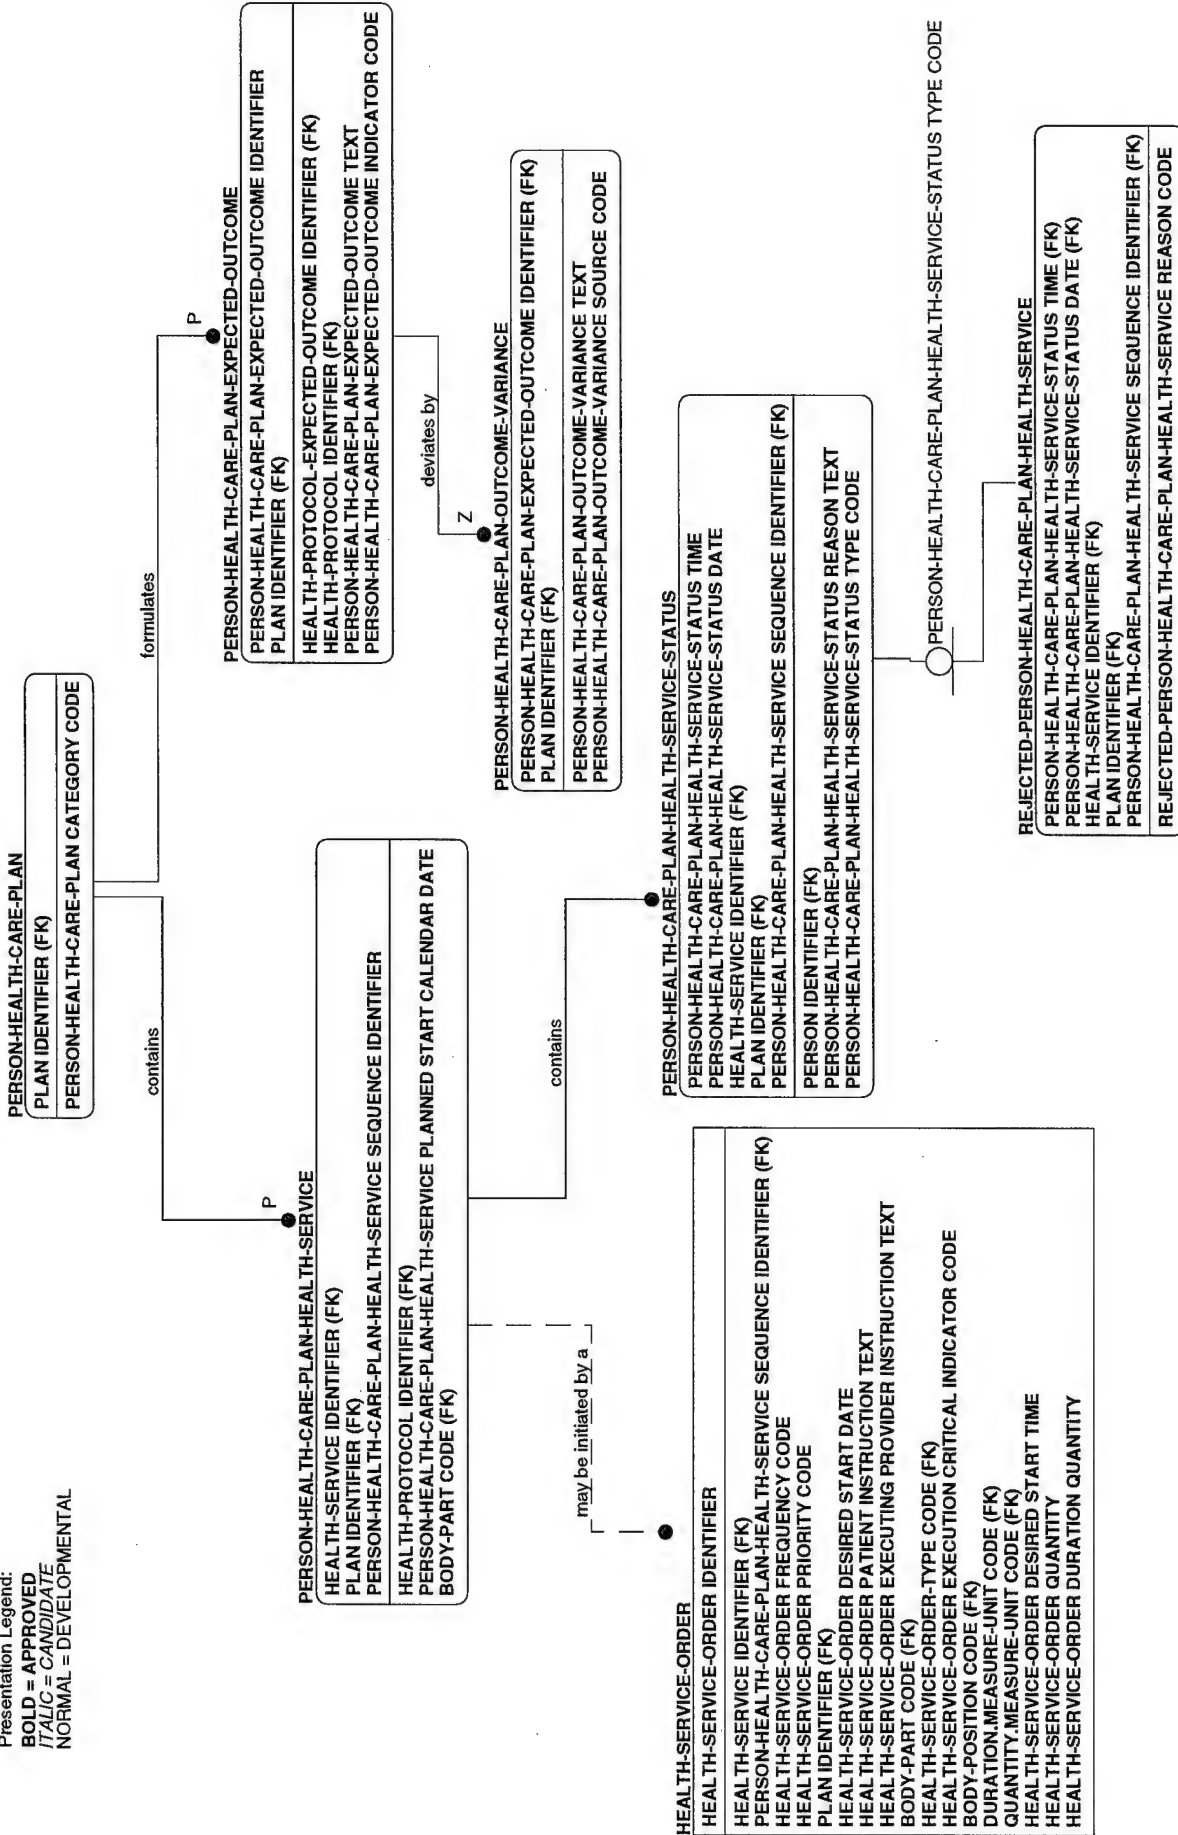 Presentation Legend:
BOLD = APPROVED
ITALIC = CANDIDATE
NORMAL = DEVELOPMENTAL
PERSON-HEALTH-CARE-PLAN
PLAN IDENTIFIER (FK)
PERSON-HEALTH-CARE-PLAN CATEGORY CODE
contains
formulates
P
P
PERSON-HEALTH-CARE-PLAN-EXPECTED-OUTCOME
PERSON-HEALTH-CARE-PLAN-EXPECTED-OUTCOME IDENTIFIER
PLAN IDENTIFIER (FK)
HEALTH-PROTOCOL-EXPECTED-OUTCOME IDENTIFIER (FK)
HEALTH-PROTOCOL IDENTIFIER (FK)
PERSON-HEALTH-CARE-PLAN-EXPECTED-OUTCOME TEXT
PERSON-HEALTH-CARE-PLAN-EXPECTED-OUTCOME INDICATOR CODE
deviates by
Z
PERSON-HEALTH-CARE-PLAN-HEALTH-SERVICE
HEALTH-SERVICE IDENTIFIER (FK)
PLAN IDENTIFIER (FK)
PERSON-HEALTH-CARE-PLAN-HEALTH-SERVICE SEQUENCE IDENTIFIER
HEALTH-PROTOCOL IDENTIFIER (FK)
PERSON-HEALTH-CARE-PLAN-HEALTH-SERVICE PLANNED START CALENDAR DATE
BODY-PART CODE (FK)
PERSON-HEALTH-CARE-PLAN-OUTCOME-VARIANCE
PERSON-HEALTH-CARE-PLAN-EXPECTED-OUTCOME IDENTIFIER (FK)
PLAN IDENTIFIER (FK)
PERSON-HEALTH-CARE-PLAN-OUTCOME-VARIANCE TEXT
PERSON-HEALTH-CARE-PLAN-OUTCOME-VARIANCE SOURCE CODE
may be initiated by a
contains
HEALTH-SERVICE-ORDER
HEALTH-SERVICE-ORDER IDENTIFIER
HEALTH-SERVICE IDENTIFIER (FK)
PERSON-HEALTH-CARE-PLAN-HEALTH-SERVICE SEQUENCE IDENTIFIER (FK)
HEALTH-SERVICE-ORDER FREQUENCY CODE
HEALTH-SERVICE-ORDER PRIORITY CODE
PLAN IDENTIFIER (FK)
HEALTH-SERVICE-ORDER DESIRED START DATE
HEALTH-SERVICE-ORDER PATIENT INSTRUCTION TEXT
HEALTH-SERVICE-ORDER EXECUTING PROVIDER INSTRUCTION TEXT
BODY-PART CODE (FK)
HEALTH-SERVICE-ORDER-TYPE CODE (FK)
HEALTH-SERVICE-ORDER EXECUTION CRITICAL INDICATOR CODE
BODY-POSITION CODE (FK)
DURATION.MEASURE-UNIT CODE (FK)
QUANTITY.MEASURE-UNIT CODE (FK)
HEALTH-SERVICE-ORDER DESIRED START TIME
HEALTH-SERVICE-ORDER QUANTITY
HEALTH-SERVICE-ORDER DURATION QUANTITY
PERSON-HEALTH-CARE-PLAN-HEALTH-SERVICE-STATUS
PERSON-HEALTH-CARE-PLAN-HEALTH-SERVICE-STATUS TIME
PERSON-HEALTH-CARE-PLAN-HEALTH-SERVICE-STATUS DATE
HEALTH-SERVICE IDENTIFIER (FK)
PLAN IDENTIFIER (FK)
PERSON-HEALTH-CARE-PLAN-HEALTH-SERVICE SEQUENCE IDENTIFIER (FK)
PERSON IDENTIFIER (FK)
PERSON-HEALTH-CARE-PLAN-HEALTH-SERVICE-STATUS REASON TEXT
PERSON-HEALTH-CARE-PLAN-HEALTH-SERVICE-STATUS TYPE CODE
PERSON-HEALTH-CARE-PLAN-HEALTH-SERVICE-STATUS TYPE CODE
REJECTED-PERSON-HEALTH-CARE-PLAN-HEALTH-SERVICE
PERSON-HEALTH-CARE-PLAN-HEALTH-SERVICE-STATUS TIME (FK)
PERSON-HEALTH-CARE-PLAN-HEALTH-SERVICE-STATUS DATE (FK)
HEALTH-SERVICE IDENTIFIER (FK)
PLAN IDENTIFIER (FK)
PERSON-HEALTH-CARE-PLAN-HEALTH-SERVICE SEQUENCE IDENTIFIER (FK)
REJECTED-PERSON-HEALTH-CARE-PLAN-HEALTH-SERVICE REASON CODE